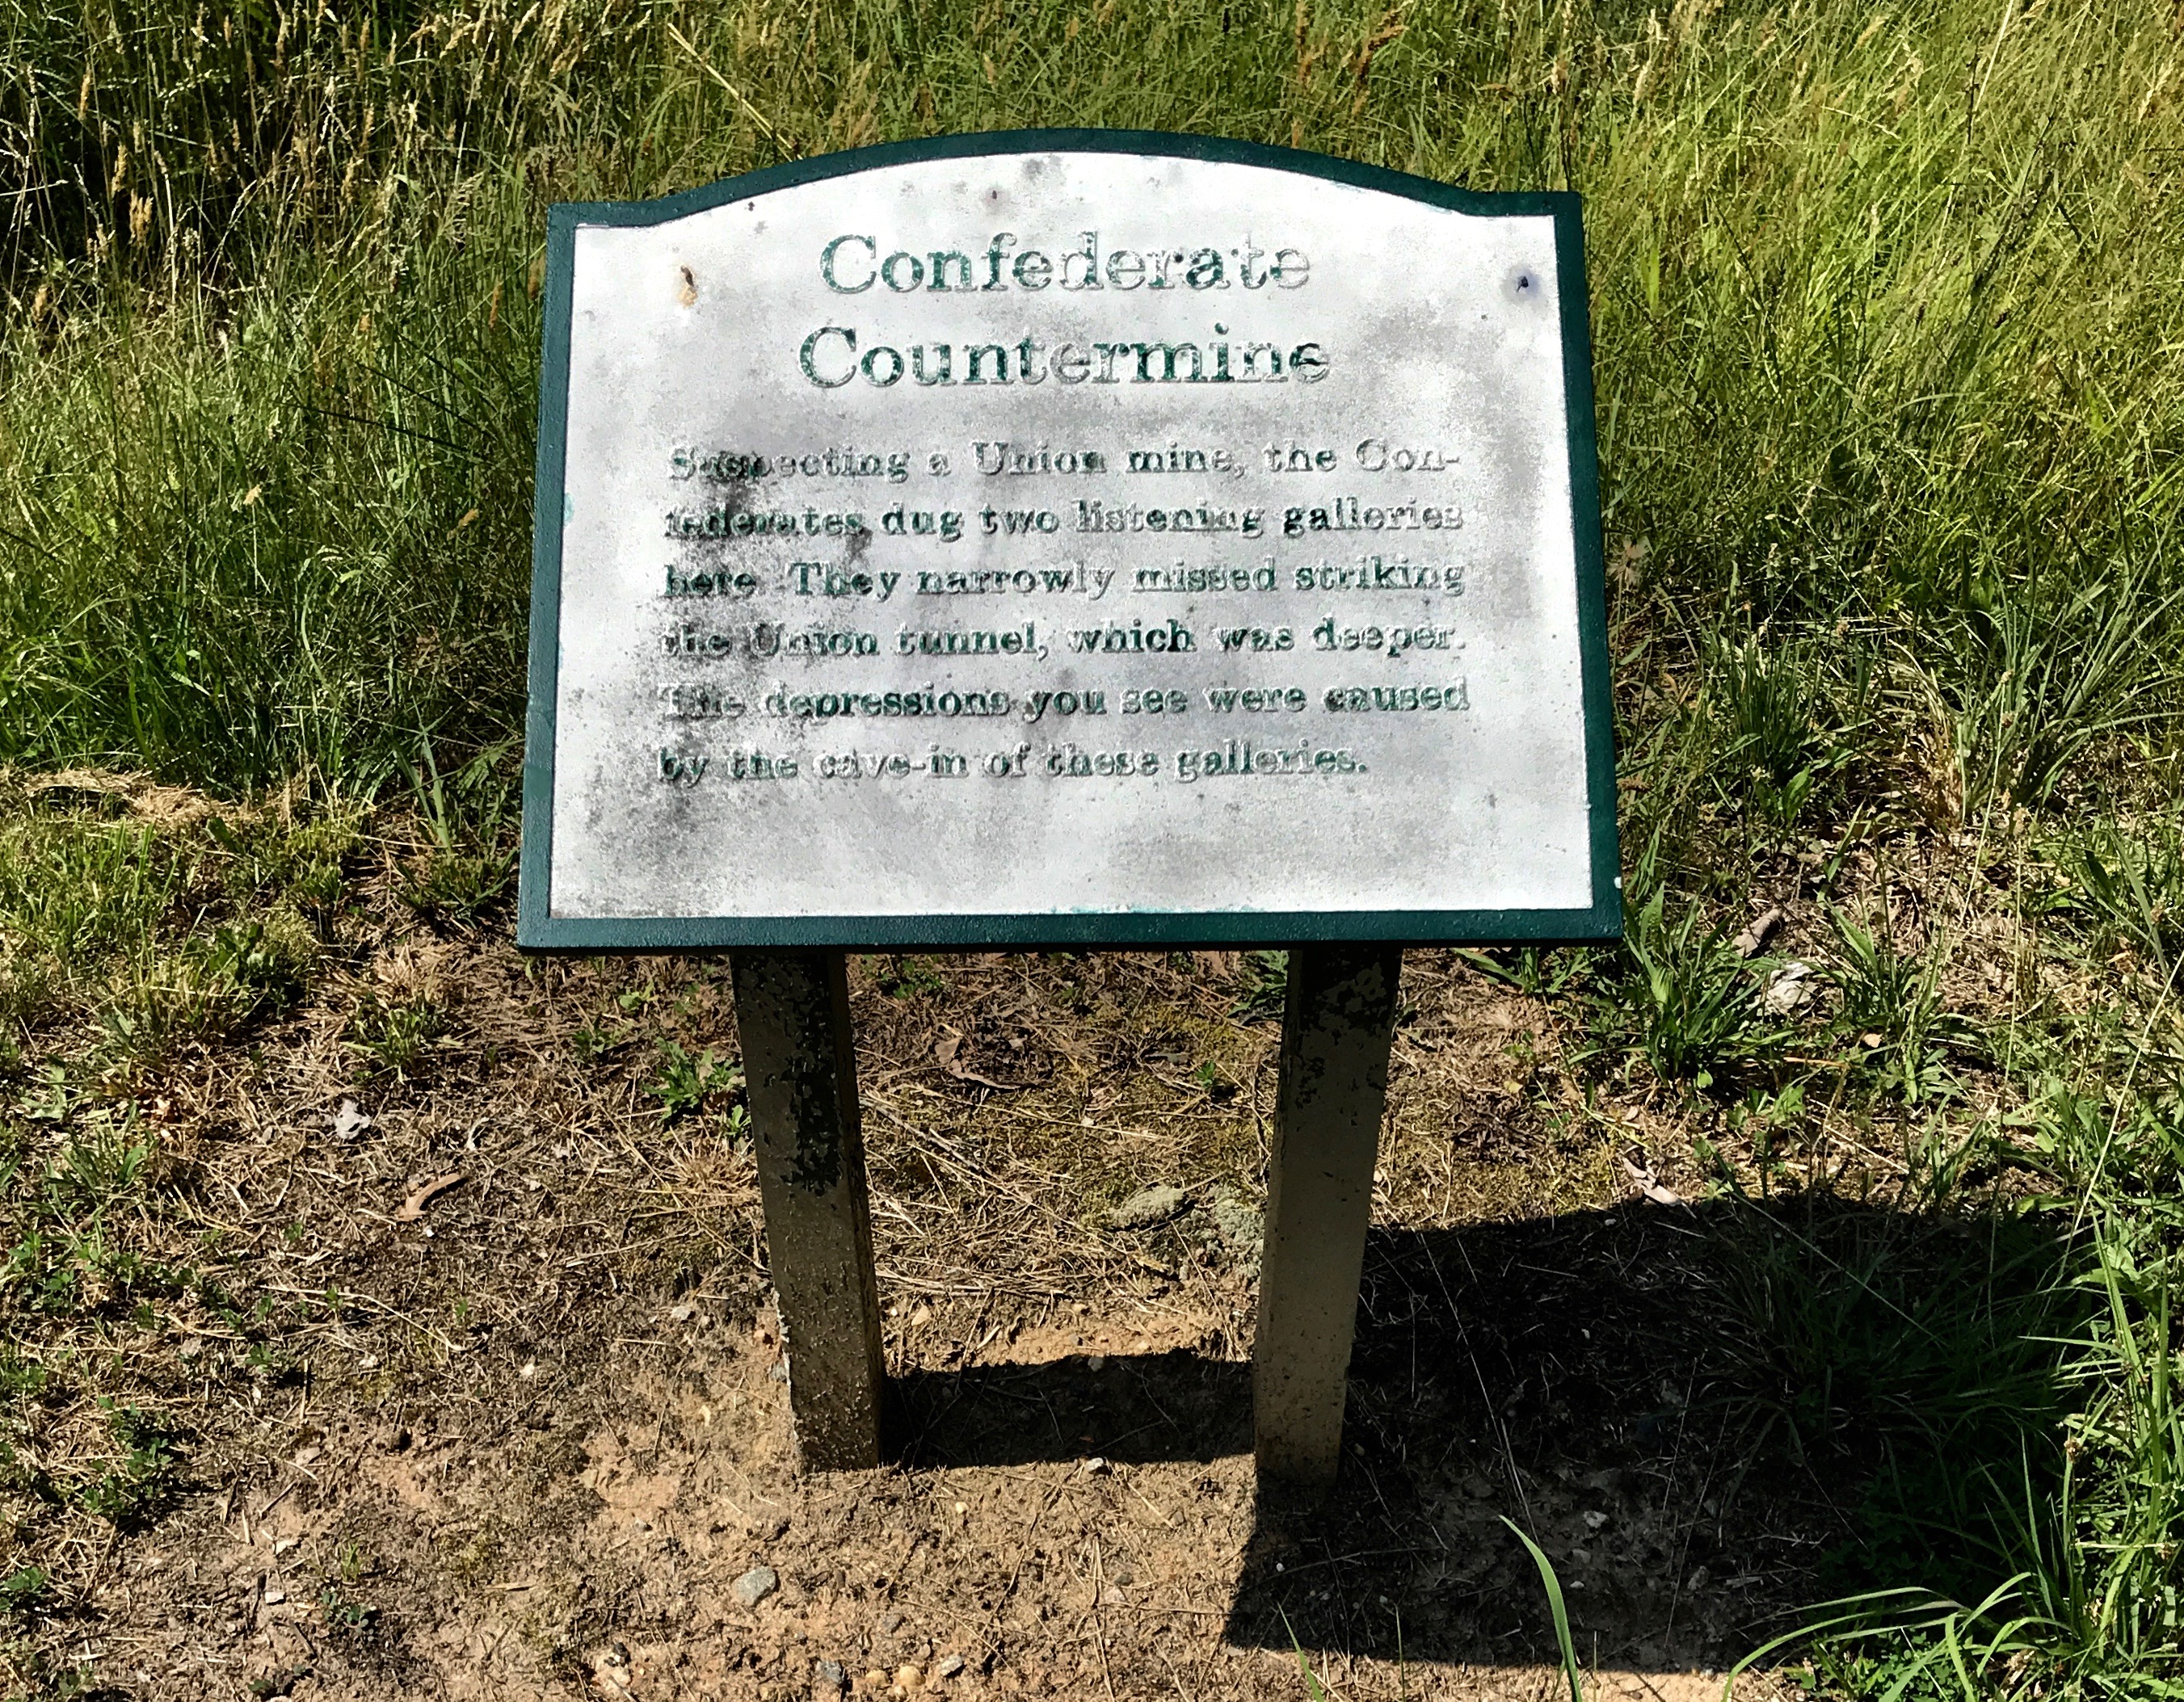 Confederate
Countermine
Suspecting a Union mine, the Con-
federates dug two listening galleries
here. They narrowly missed striking
the Union tunnel, which was deeper.
The depressions you see were caused
by the cave-in of these galleries.